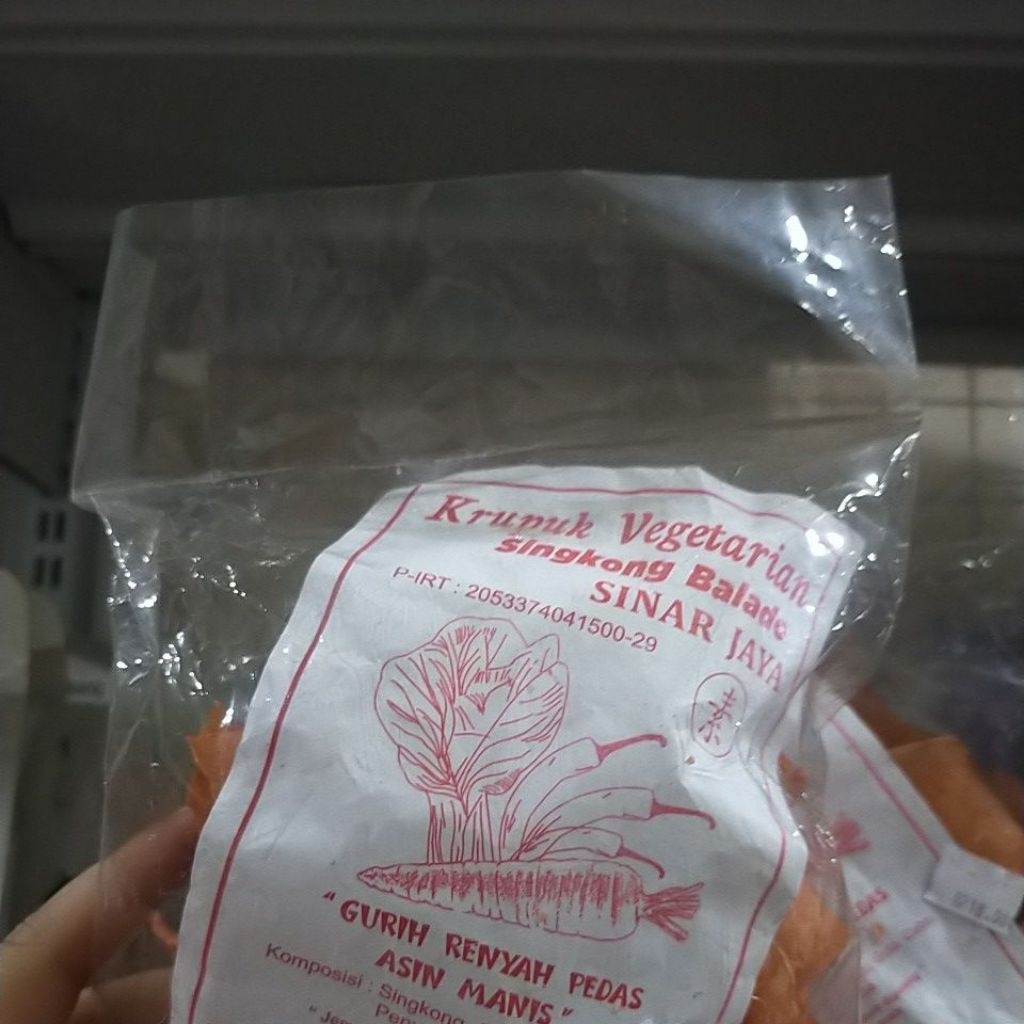 Krupuk Vegetarian
Singkong Balado
SINAR JAYA
P-IRT : 2053374041500-29
素
"GURIH RENYAH PEDAS
ASIN MANIS"
Komposisi : Singkong,